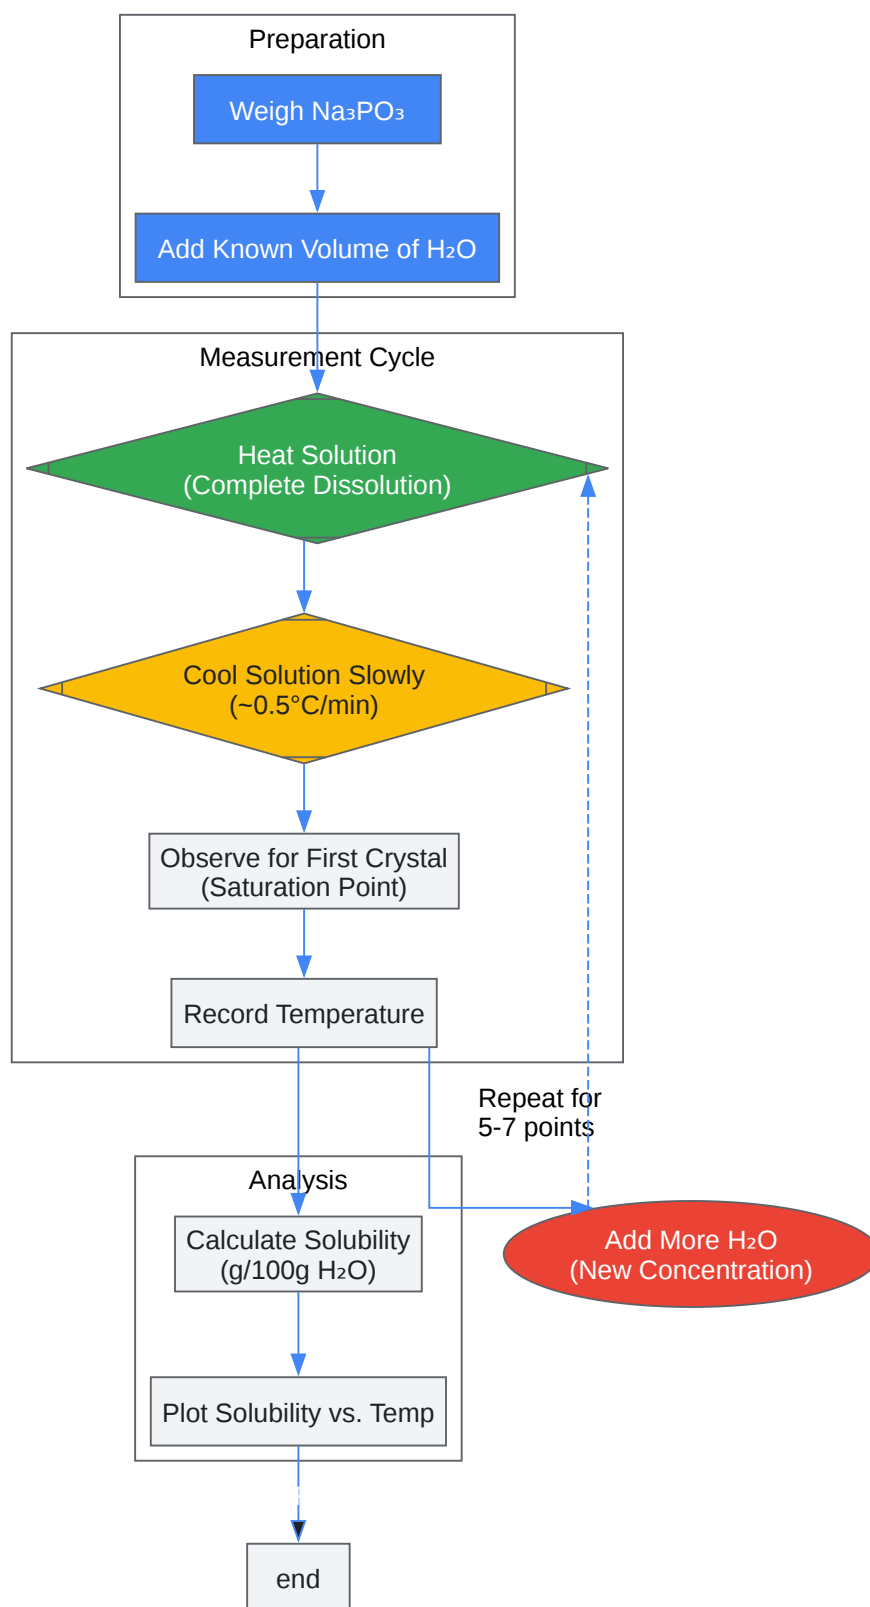 Preparation
Weigh Na₃PO₃
Add Known Volume of H₂O
Measurement Cycle
Heat Solution
(Complete Dissolution)
Cool Solution Slowly
(~0.5°C/min)
Observe for First Crystal
(Saturation Point)
Record Temperature
Repeat for
5-7 points
Analysis
Calculate Solubility
(g/100g H₂O)
Add More H₂O
(New Concentration)
Plot Solubility vs. Temp
end